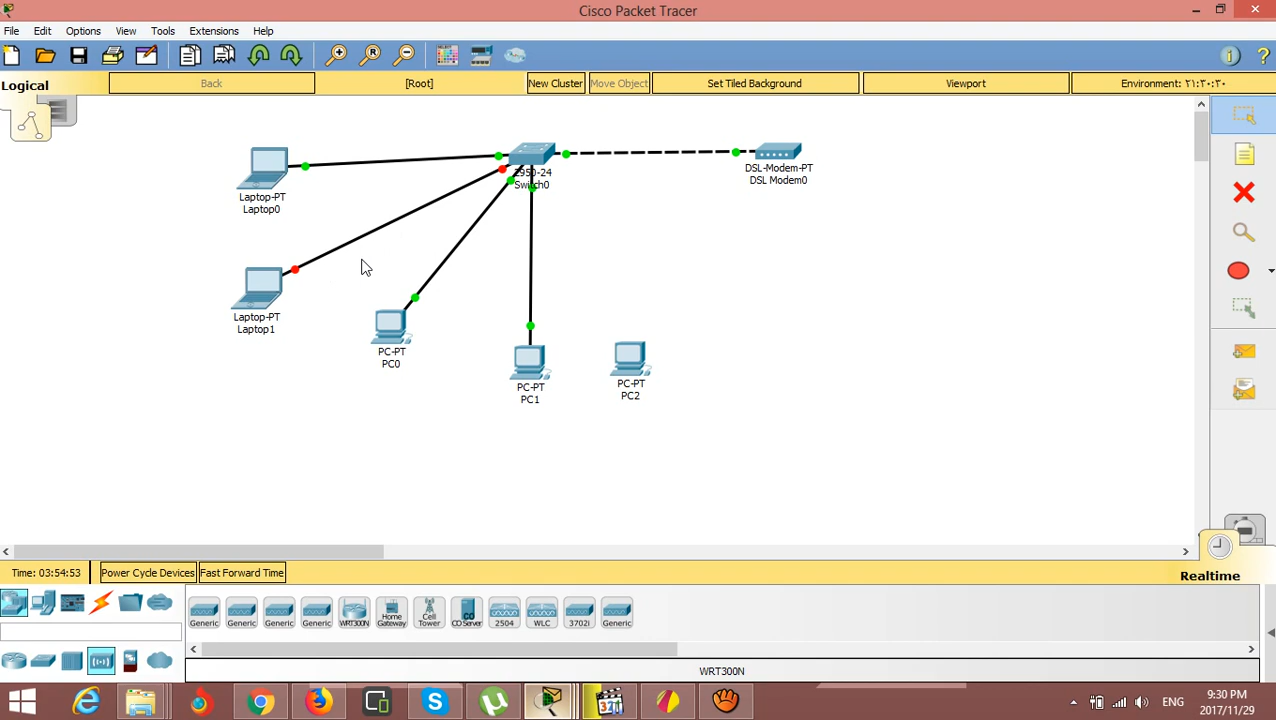 Cisco Packet Tracer
File Edit Options View Tools Extensions Help
Logical
Back
[Root]
New Cluster
Move Object
Set Tiled Background
Viewport
Environment: ٢١:٣٠:٣٠
Laptop-PT
Laptop0
2950-24
Switch0
DSL-Modem-PT
DSL Modem0
Laptop-PT
Laptop1
PC-PT
PC0
PC-PT
PC1
PC-PT
PC2
Time: 03:54:53
Power Cycle Devices
Fast Forward Time
Realtime
Generic Generic Generic Generic WRT300N Home Gateway Cell Tower CO Server 2504 WLC 3702i Generic
WRT300N
321
ENG
9:30 PM
2017/11/29